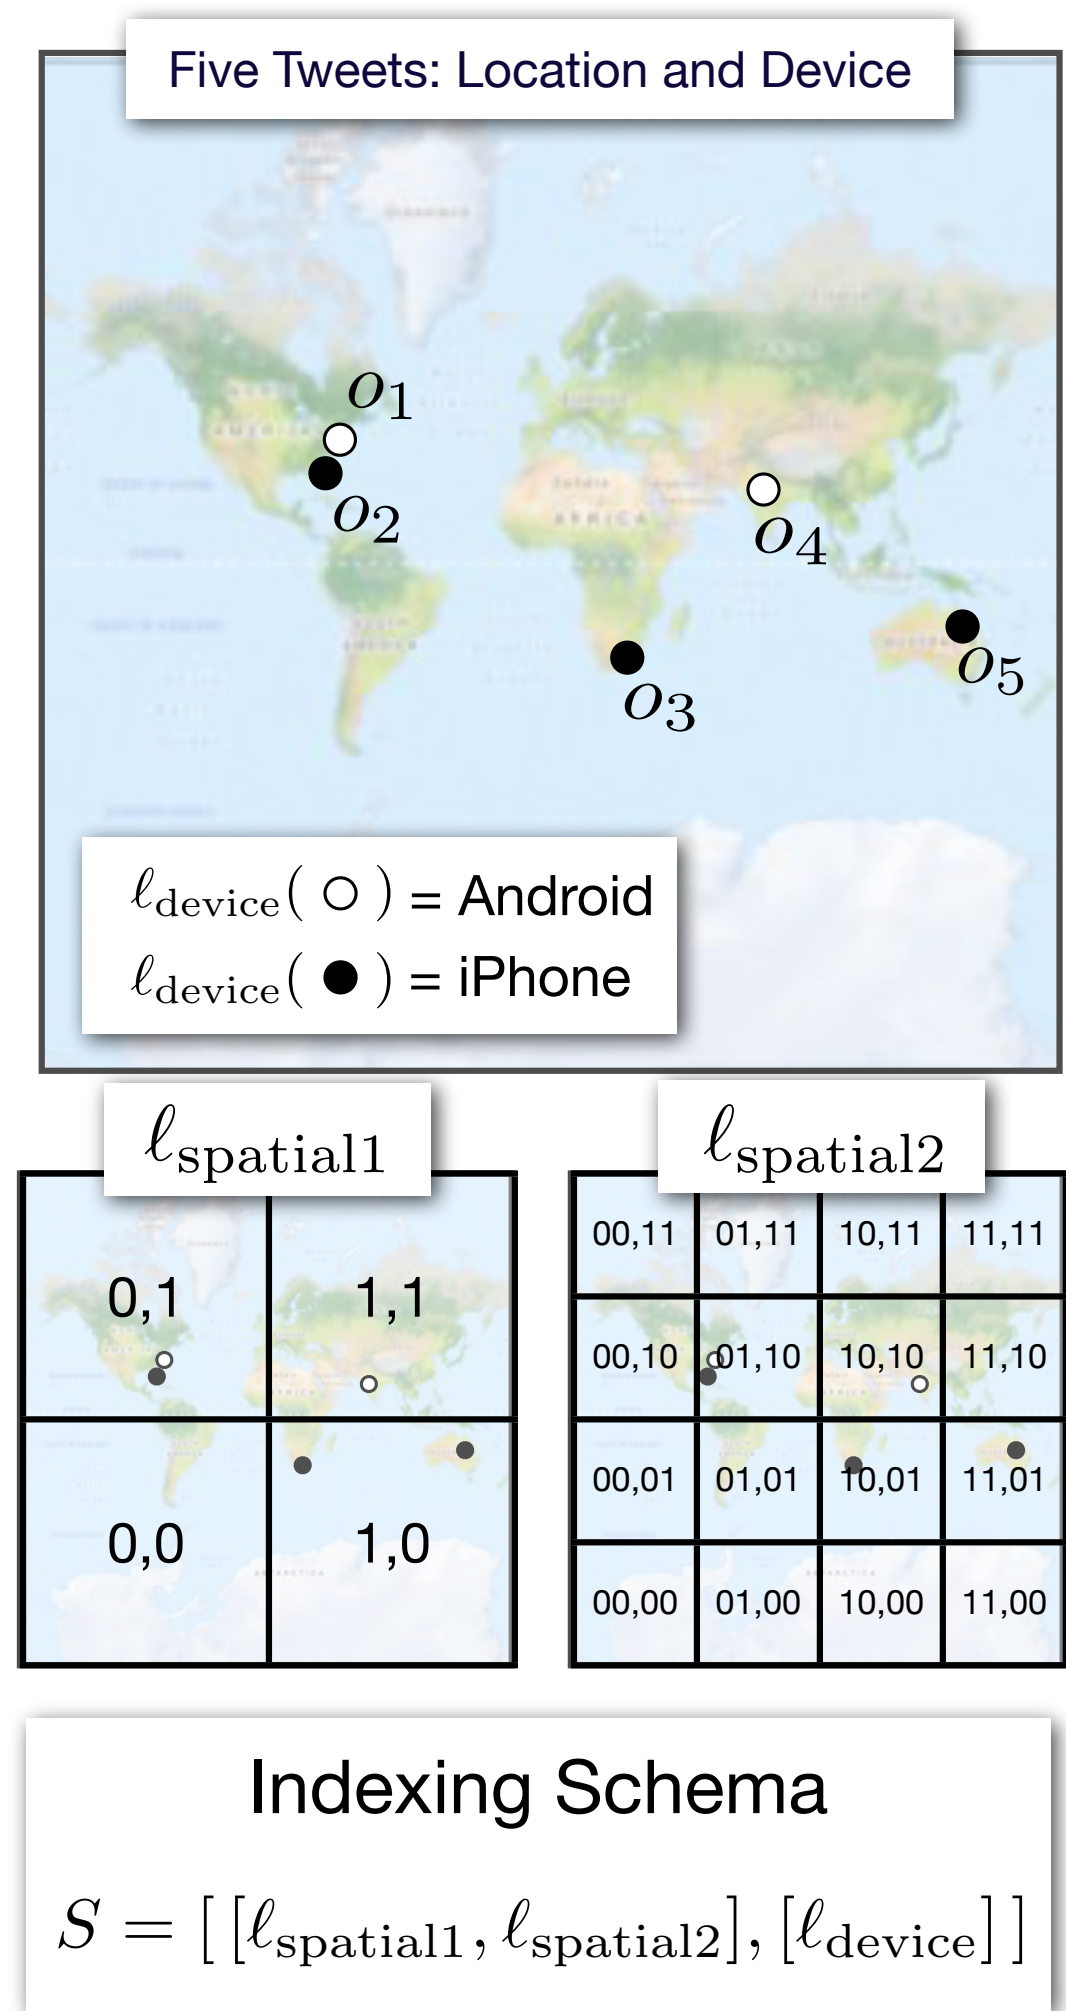 Five Tweets: Location and Device
o₁
o₂
o₄
o₅
o₃
ℓdevice( ○ ) = Android
ℓdevice( ● ) = iPhone
ℓspatial1
ℓspatial2
0,1 1,1
0,0 1,0
00,11 01,11 10,11 11,11
00,10 01,10 10,10 11,10
00,01 01,01 10,01 11,01
00,00 01,00 10,00 11,00
Indexing Schema
S = [ [ℓspatial1, ℓspatial2], [ℓdevice] ]